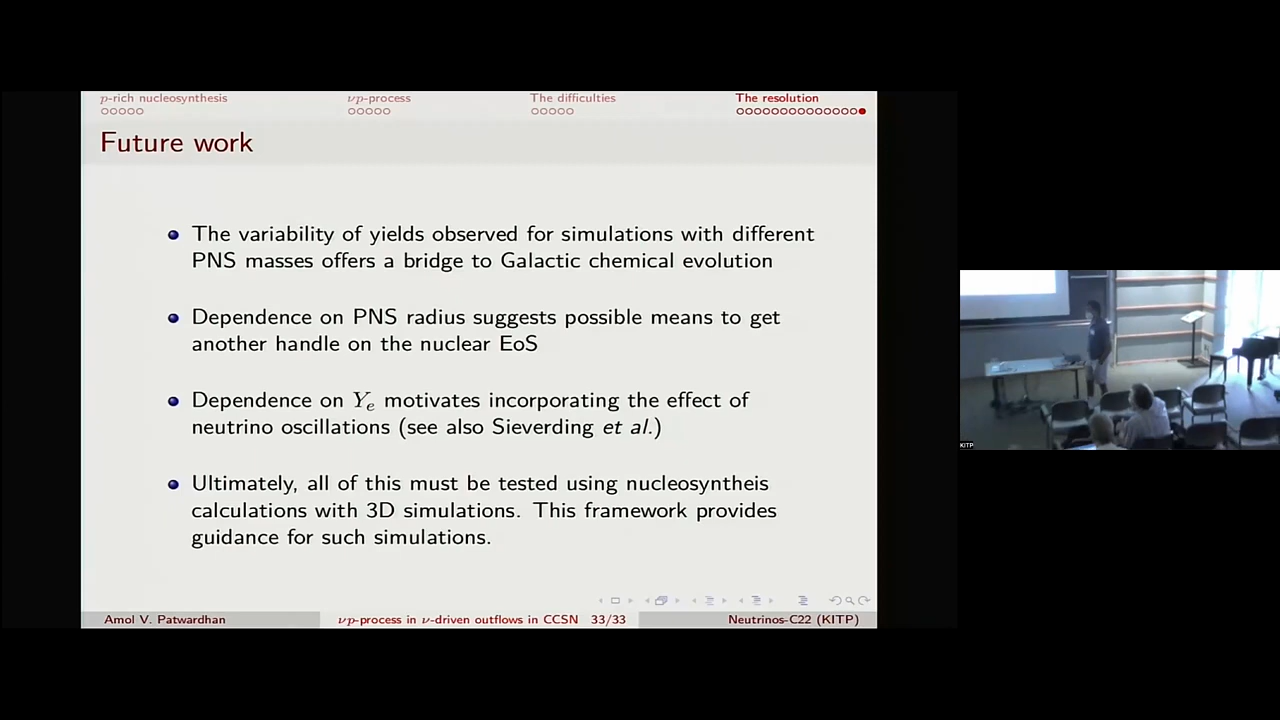 p-rich nucleosynthesis νp-process The difficulties The resolution
Future work
The variability of yields observed for simulations with different
PNS masses offers a bridge to Galactic chemical evolution
Dependence on PNS radius suggests possible means to get
another handle on the nuclear EoS
Dependence on Ye motivates incorporating the effect of
neutrino oscillations (see also Sieverding et al.)
Ultimately, all of this must be tested using nucleosyntheis
calculations with 3D simulations. This framework provides
guidance for such simulations.
Amol V. Patwardhan νp-process in ν-driven outflows in CCSN 33/33 Neutrinos-C22 (KITP)
KITP